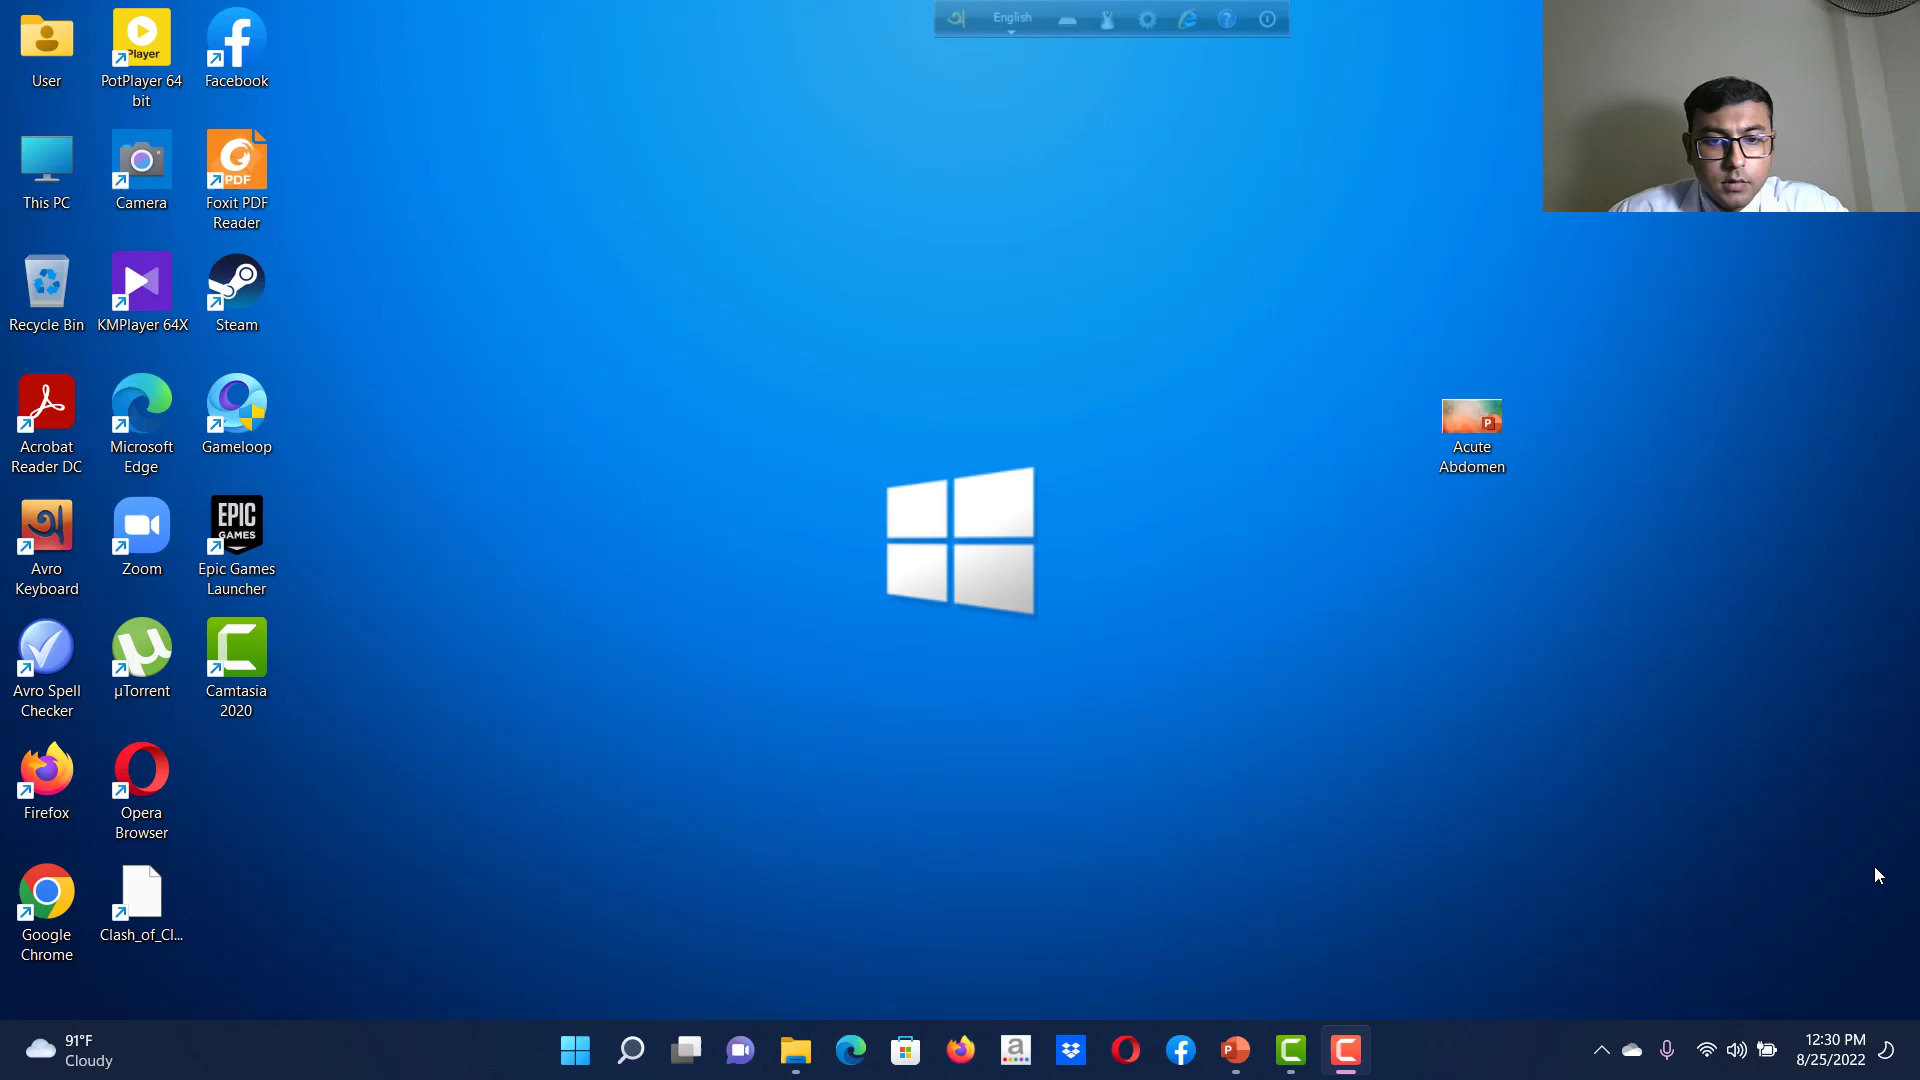 অ English
User
Player
PotPlayer 64
bit
Facebook
This PC
Camera
PDF
Foxit PDF
Reader
Recycle Bin
KMPlayer 64X
Steam
Acrobat
Reader DC
Microsoft
Edge
Gameloop
P
Acute
Abdomen
অ
Avro
Keyboard
Zoom
EPIC
GAMES
Epic Games
Launcher
Avro Spell
Checker
µ
µTorrent
Camtasia
2020
Firefox
Opera
Browser
Google
Chrome
Clash_of_Cl...
91°F
Cloudy
a
P
12:30 PM
8/25/2022